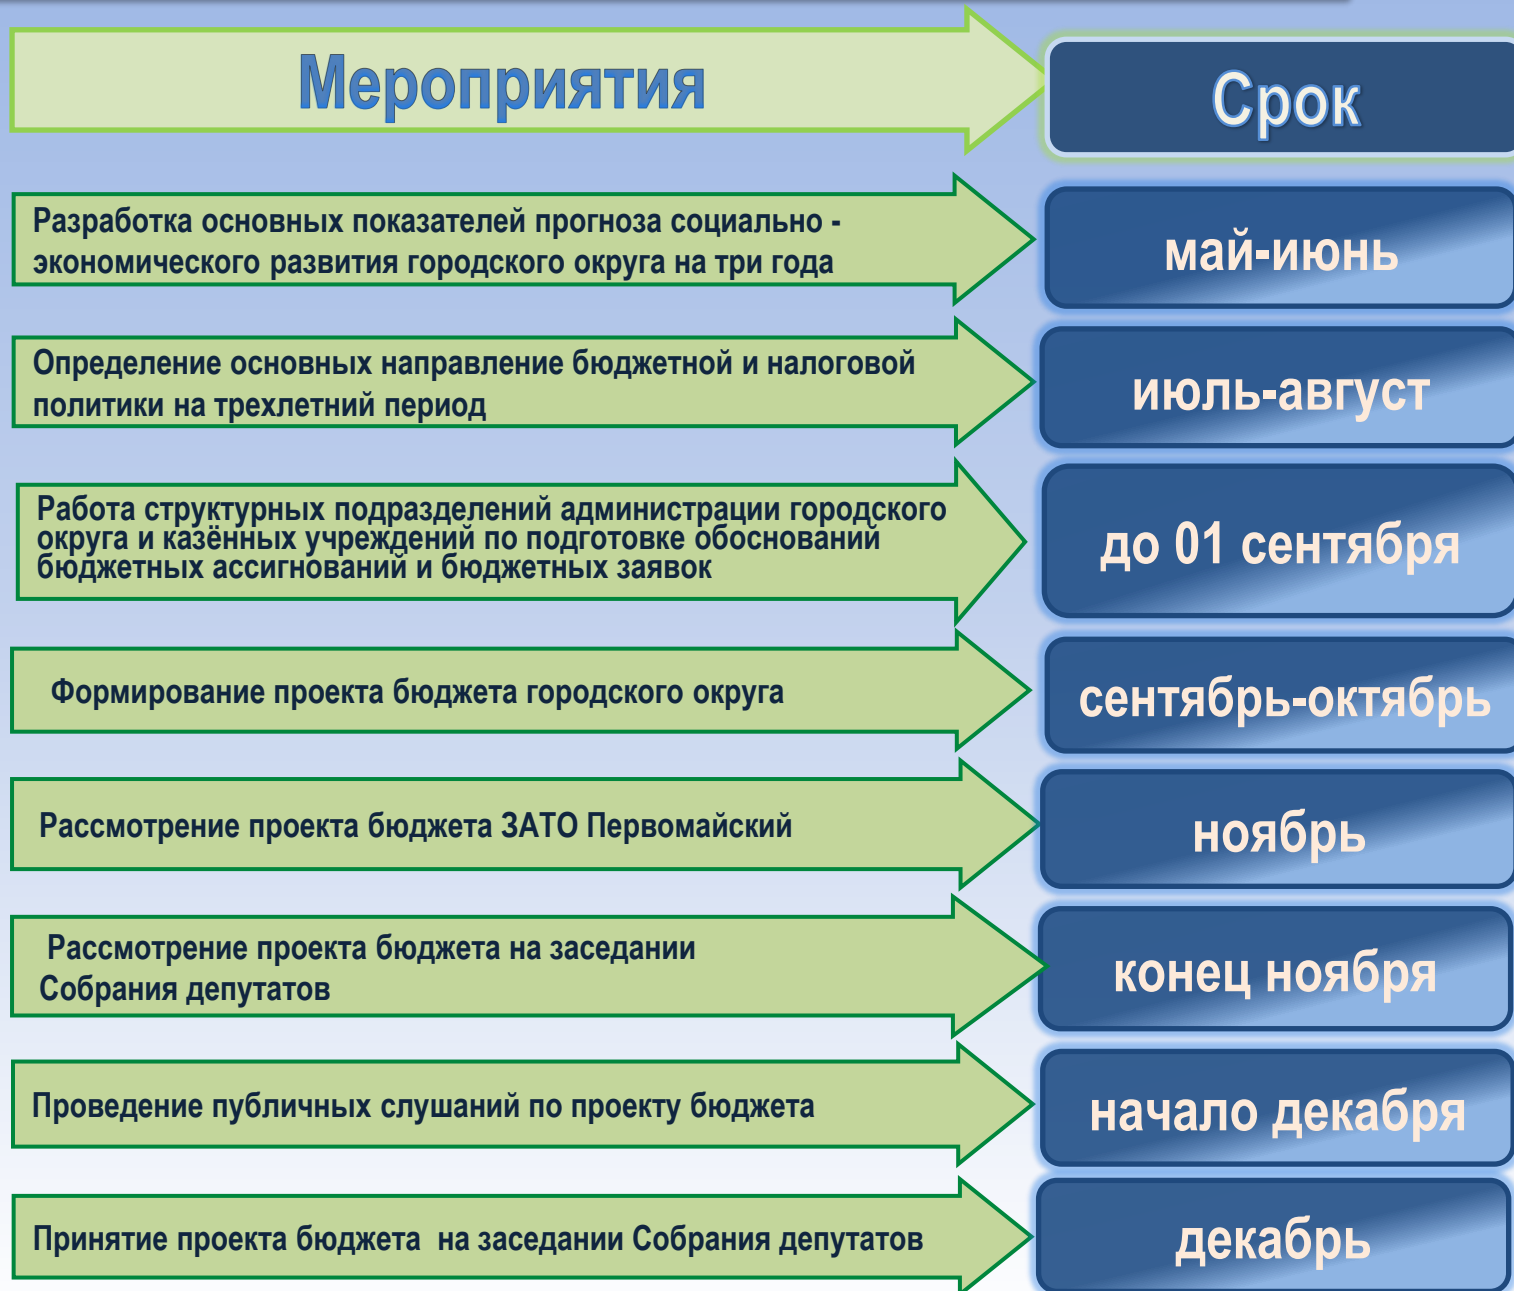 Мероприятия
Срок
Разработка основных показателей прогноза социально -
экономического развития городского округа на три года
май-июнь
Определение основных направление бюджетной и налоговой
политики на трехлетний период
июль-август
Работа структурных подразделений администрации городского
округа и казённых учреждений по подготовке обоснований
бюджетных ассигнований и бюджетных заявок
до 01 сентября
Формирование проекта бюджета городского округа
сентябрь-октябрь
Рассмотрение проекта бюджета ЗАТО Первомайский
ноябрь
Рассмотрение проекта бюджета на заседании
Собрания депутатов
конец ноября
Проведение публичных слушаний по проекту бюджета
начало декабря
Принятие проекта бюджета на заседании Собрания депутатов
декабрь